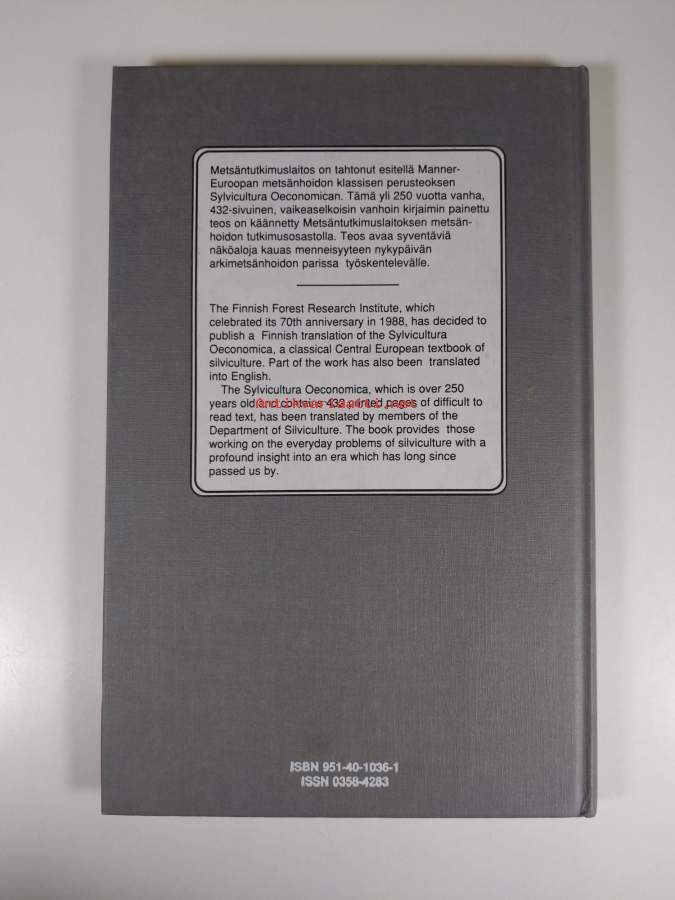 Metsäntutkimuslaitos on tahtonut esitellä Manner-
Euroopan metsänhoidon klassisen perusteoksen
Sylvicultura Oeconomican. Tämä yli 250 vuotta vanha,
432-sivuinen, vaikeaselkoisin vanhoin kirjaimin painettu
teos on käännetty Metsäntutkimuslaitoksen metsän-
hoidon tutkimusosastolla. Teos avaa syventäviä
näköaloja kauas menneisyyteen nykypäivän
arkimetsänhoidon parissa työskentelevälle.
The Finnish Forest Research Institute, which
celebrated its 70th anniversary in 1988, has decided to
publish a Finnish translation of the Sylvicultura
Oeconomica, a classical Central European textbook of
silviculture. Part of the work has also been translated
into English.
The Sylvicultura Oeconomica, which is over 250
years old and contains 432 printed pages of difficult to
read text, has been translated by members of the
Department of Silviculture. The book provides those
working on the everyday problems of silviculture with a
profound insight into an era which has long since
passed us by.
ISBN 951-40-1036-1
ISSN 0358-4283